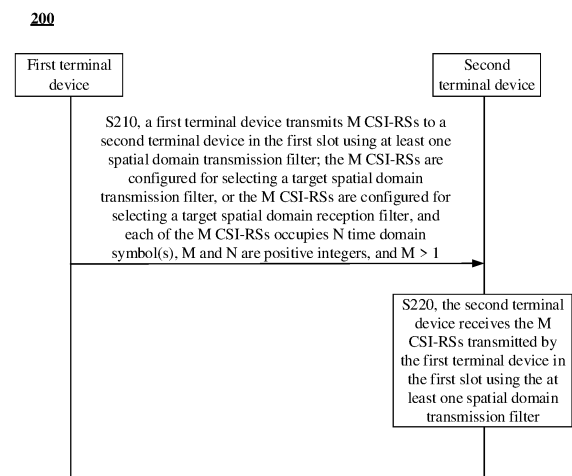 200
First terminal
device
Second
terminal device
S210, a first terminal device transmits M CSI-RSs to a
second terminal device in the first slot using at least one
spatial domain transmission filter; the M CSI-RSs are
configured for selecting a target spatial domain
transmission filter, or the M CSI-RSs are configured for
selecting a target spatial domain reception filter, and
each of the M CSI-RSs occupies N time domain
symbol(s), M and N are positive integers, and M > 1
S220, the second terminal
device receives the M
CSI-RSs transmitted by
the first terminal device in
the first slot using the at
least one spatial domain
transmission filter